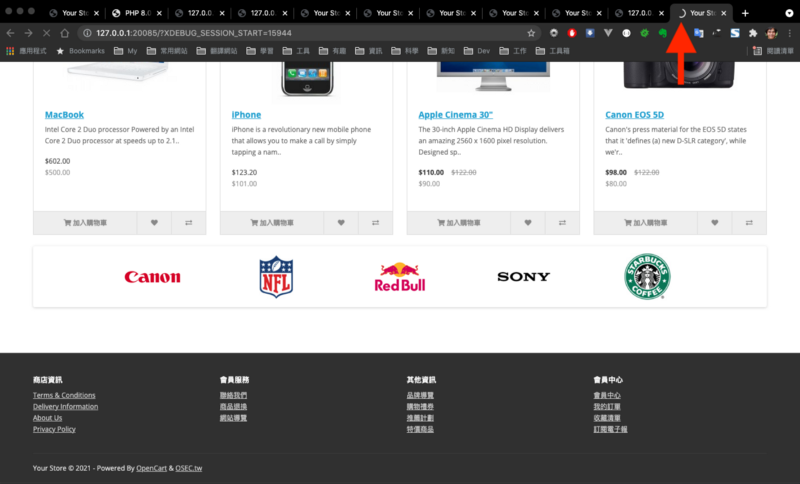 Your Sto
PHP 8.0
127.0.0.
127.0.0.
Your Sto
Your Sto
Your Sto
Your Sto
Your Sto
127.0.0.
Your Sto
127.0.0.1:20085/?XDEBUG_SESSION_START=15944
應用程式 Bookmarks My 常用網站 翻譯網站 學習 工具 有趣 資訊 科學 新知 Dev 工作 工具箱 閱讀清單
MacBook
Intel Core 2 Duo processor Powered by an Intel
Core 2 Duo processor at speeds up to 2.1..
$602.00
$500.00
加入購物車
iPhone
iPhone is a revolutionary new mobile phone
that allows you to make a call by simply
tapping a nam..
$123.20
$101.00
加入購物車
Apple Cinema 30"
The 30-inch Apple Cinema HD Display delivers
an amazing 2560 x 1600 pixel resolution.
Designed sp..
$110.00 $122.00
$90.00
加入購物車
Canon EOS 5D
Canon's press material for the EOS 5D states
that it 'defines (a) new D-SLR category', while
we'r..
$98.00 $122.00
$80.00
加入購物車
Canon
NFL
Red Bull
SONY
STARBUCKS
COFFEE
商店資訊
Terms & Conditions
Delivery Information
About Us
Privacy Policy
會員服務
聯絡我們
商品退換
網站導覽
其他資訊
品牌導覽
購物禮券
推薦計劃
特價商品
會員中心
會員中心
我的訂單
收藏清單
訂閱電子報
Your Store © 2021 - Powered By OpenCart & OSEC.tw